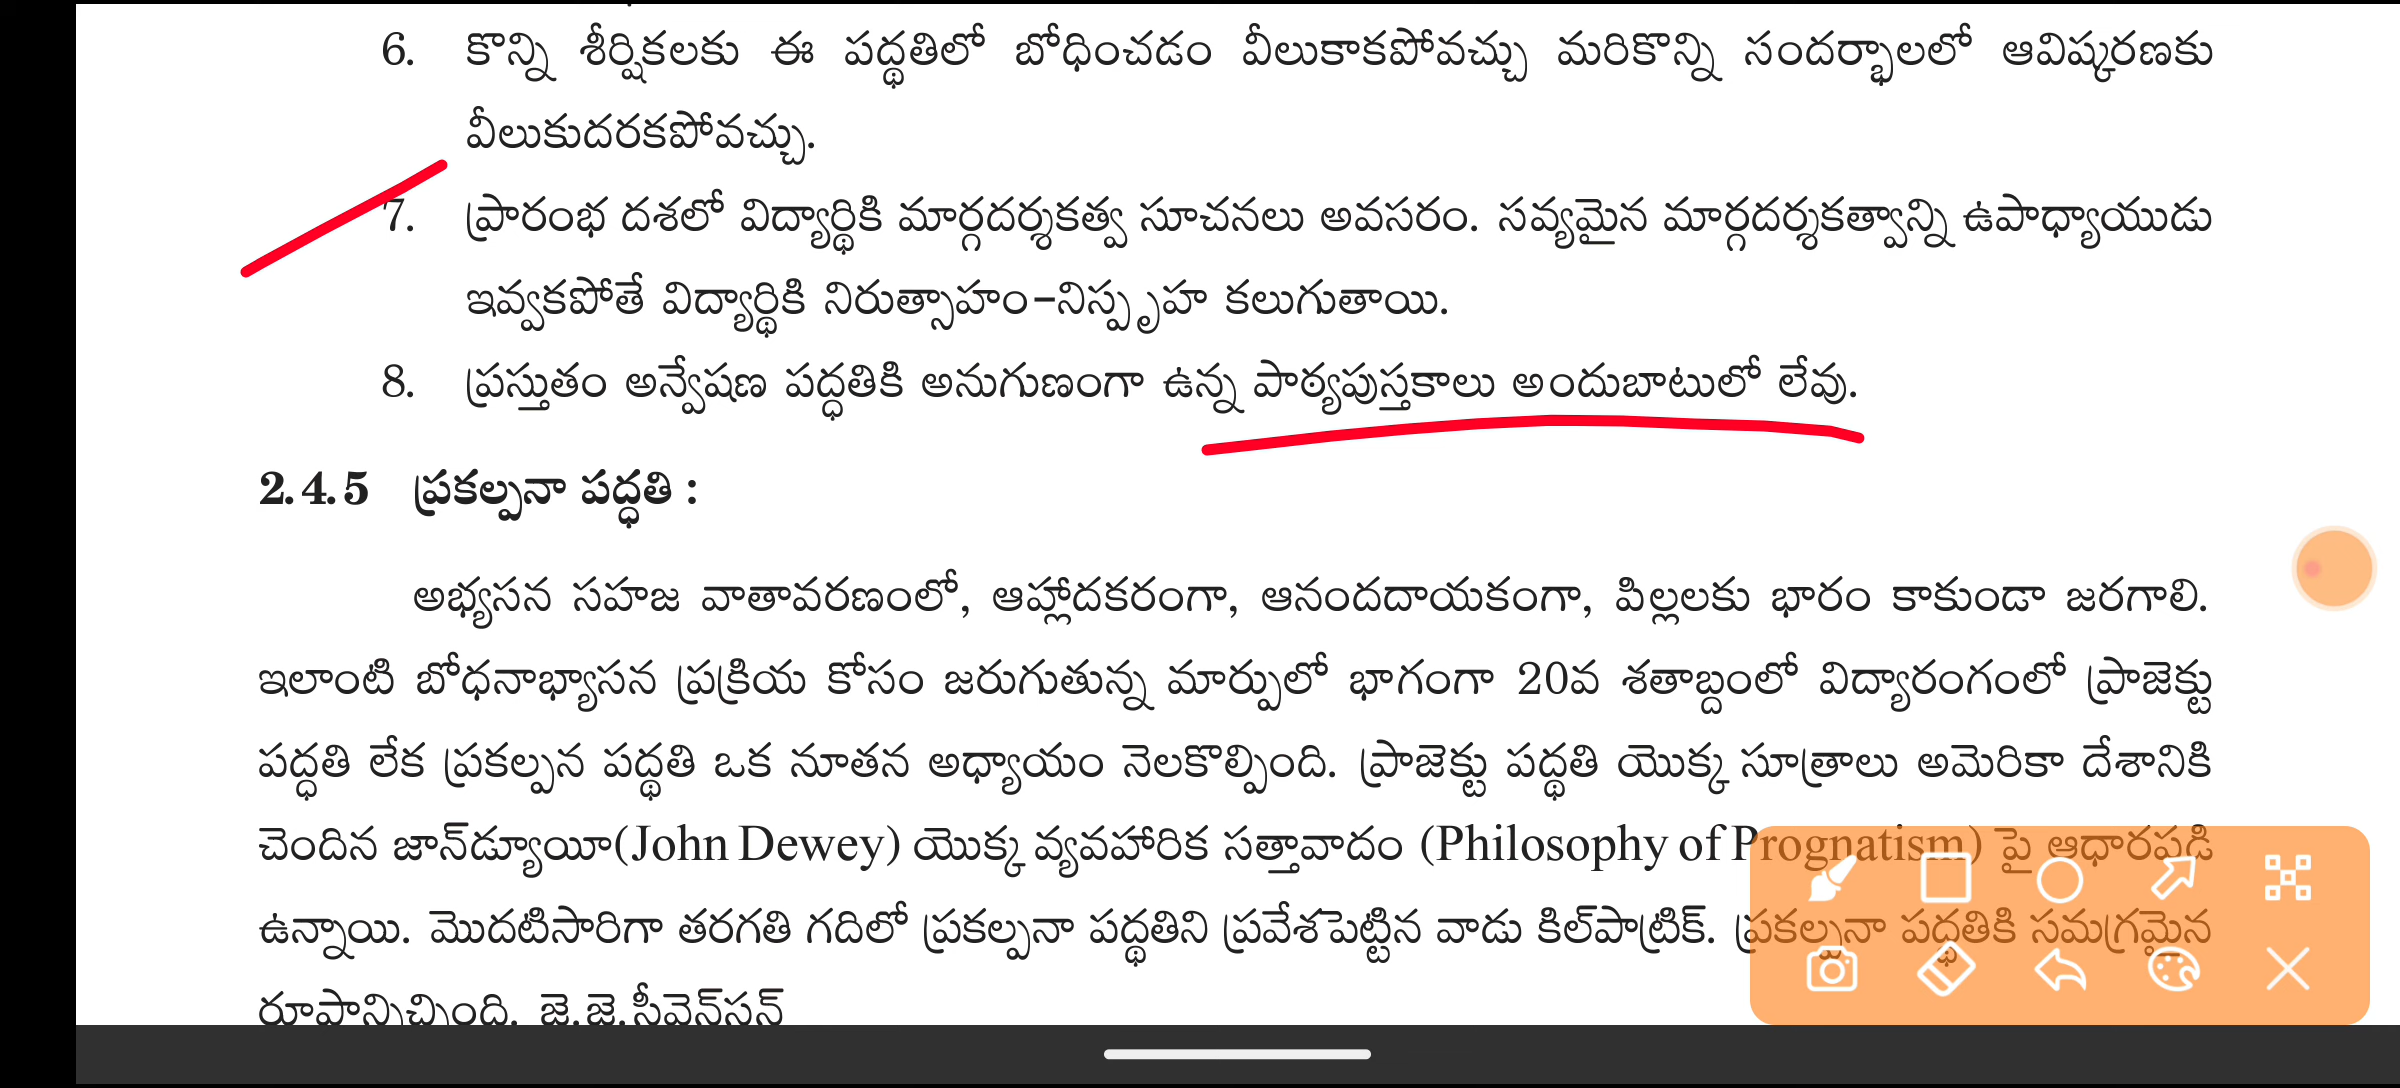 6. కొన్ని శీర్షికలకు ఈ పద్థతిలో బోధించడం వీలుకాకపోవచ్చు మరికొన్ని సందర్భాలలో ఆవిష్కరణకు
వీలుకుదరకపోవచ్చు.
7. ప్రారంభ దశలో విద్యార్థికి మార్గదర్శకత్వ సూచనలు అవసరం. సవ్యమైన మార్గదర్శకత్వాన్ని ఉపాధ్యాయుడు
ఇవ్వకపోతే విద్యార్థికి నిరుత్సాహం-నిస్పృహ కలుగుతాయి.
8. ప్రస్తుతం అన్వేషణ పద్ధతికి అనుగుణంగా ఉన్న పాఠ్యపుస్తకాలు అందుబాటులో లేవు.
2.4.5 ప్రకల్పనా పద్ధతి :
అభ్యసన సహజ వాతావరణంలో, ఆహ్లాదకరంగా, ఆనందదాయకంగా, పిల్లలకు భారం కాకుండా జరగాలి.
ఇలాంటి బోధనాభ్యాసన ప్రక్రియ కోసం జరుగుతున్న మార్పులో భాగంగా 20వ శతాబ్దంలో విద్యారంగంలో ప్రాజెక్టు
పద్ధతి లేక ప్రకల్పన పద్థతి ఒక నూతన అధ్యాయం నెలకొల్పింది. ప్రాజెక్టు పద్థతి యొక్క సూత్రాలు అమెరికా దేశానికి
చెందిన జాన్‌డ్యూయీ(John Dewey) యొక్క వ్యవహారిక సత్తావాదం (Philosophy of Prognatism) పై ఆధారపడి
ఉన్నాయి. మొదటిసారిగా తరగతి గదిలో ప్రకల్పనా పద్థతిని ప్రవేశపెట్టిన వాడు కిల్‌పాట్రిక్. ప్రకల్పనా పద్ధతికి సమగ్రమైన
రూపాన్నిచ్చింది. జె.జె.స్టీవెన్‌సన్